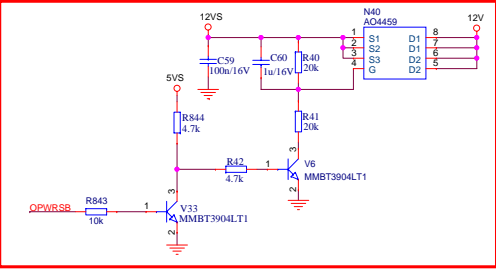 12VS
N40
AO4459
12V
1 S1 D1 8
2 S2 D1 7
3 S3 D2 6
4 G D2 5
C59
100n/16V
C60
1u/16V
R40
20k
5VS
R844
4.7k
R41
20k
R42
4.7k
1
3
V6
2
MMBT3904LT1
OPWRSB
R843
10k
1
3
V33
MMBT3904LT1
2